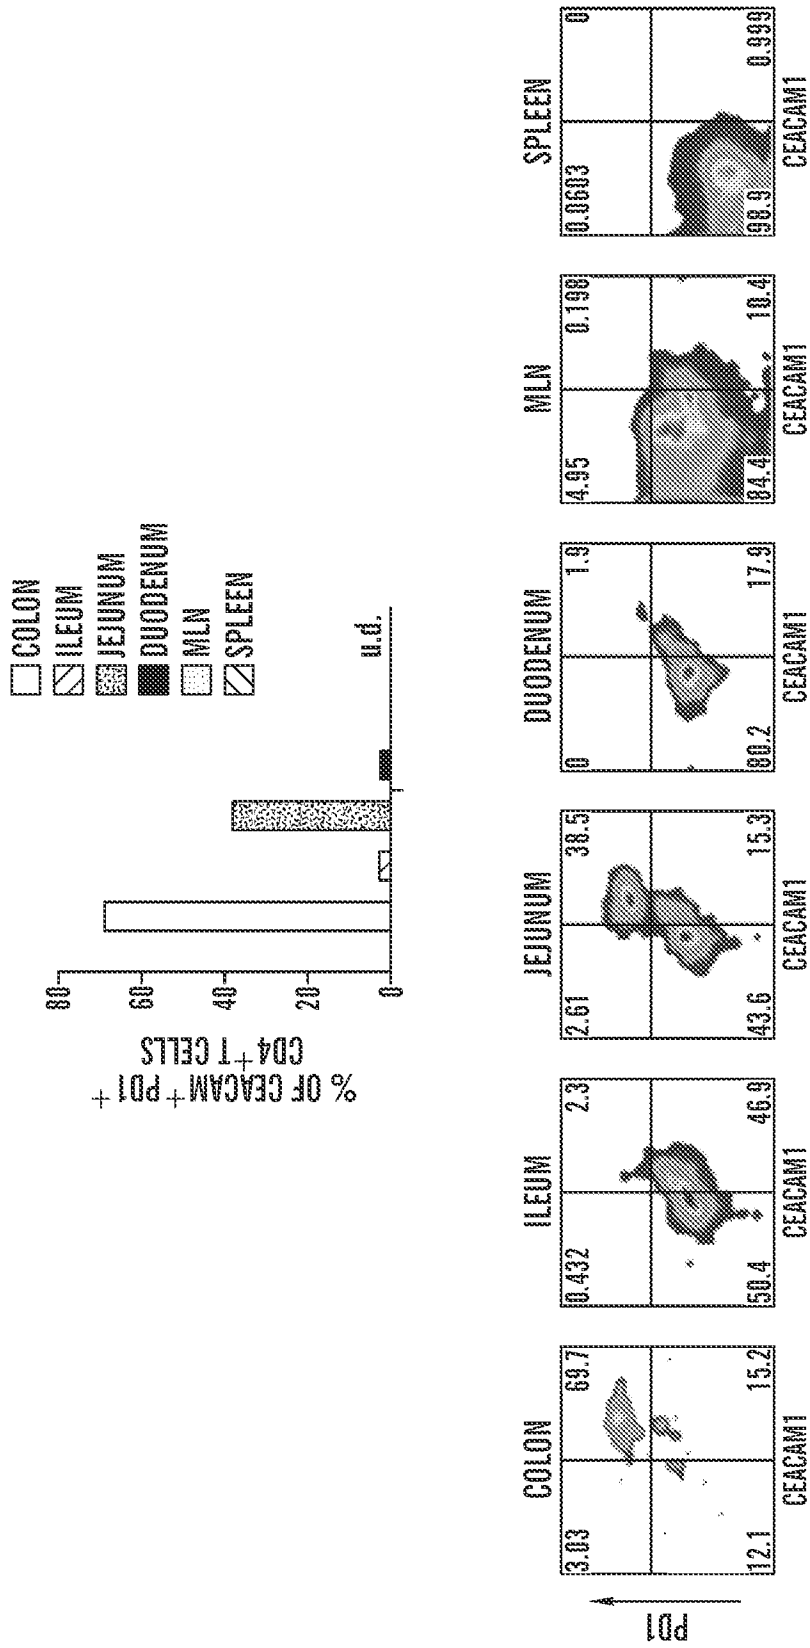 COLON
ILEUM
JEJUNUM
DUODENUM
MLN
SPLEEN
% OF CEACAM+ PD1+
CD4+ T CELLS
80
60
40
20
0
u.d.
PD1
COLON
3.03
69.7
12.1
15.2
CEACAM1
ILEUM
0.432
2.3
50.4
46.9
CEACAM1
JEJUNUM
2.61
38.5
43.6
15.3
CEACAM1
DUODENUM
0
1.9
80.2
17.9
CEACAM1
MLN
4.95
0.198
84.4
10.4
CEACAM1
SPLEEN
0.0603
0
98.9
0.999
CEACAM1